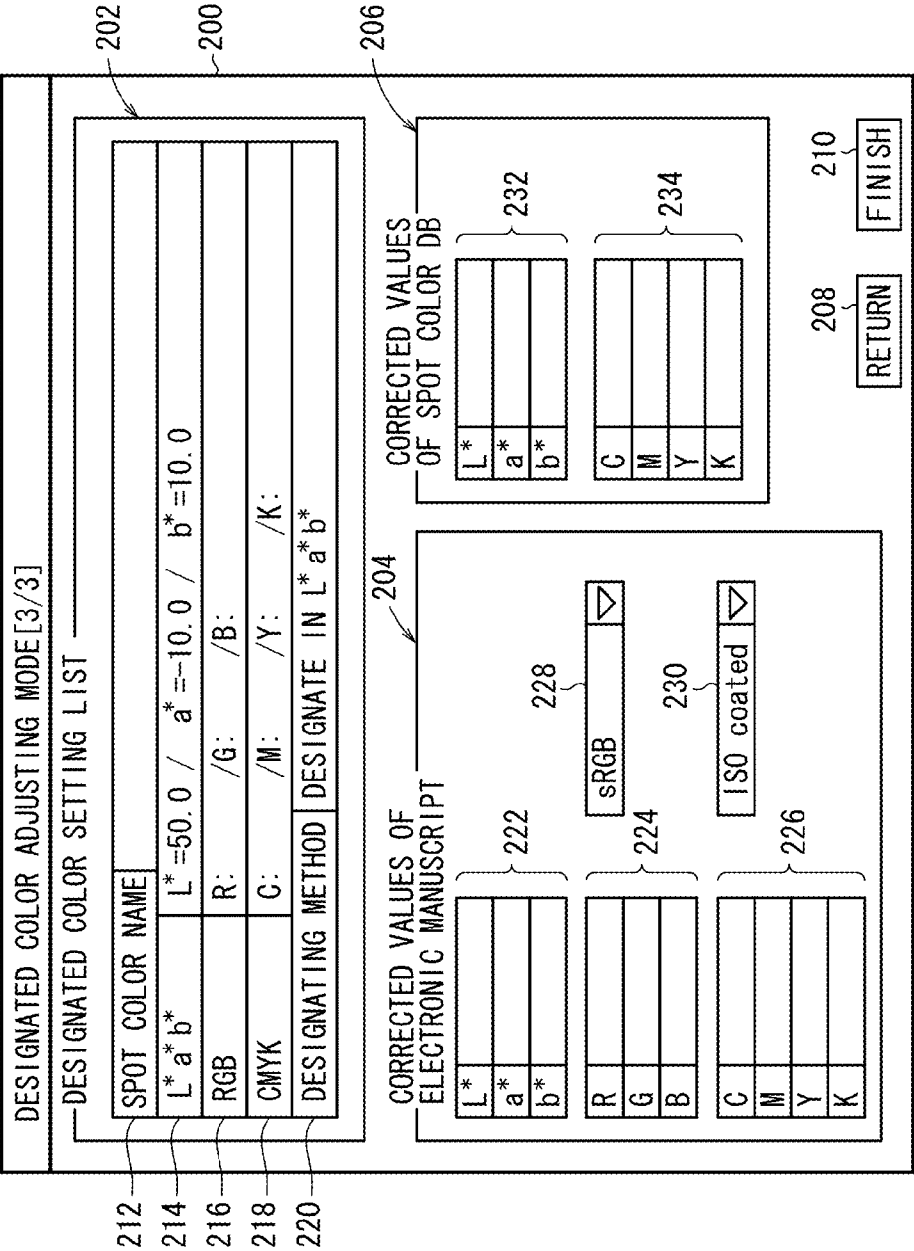 DESIGNATED COLOR ADJUSTING MODE[3/3]
200
DESIGNATED COLOR SETTING LIST
202
212 SPOT COLOR NAME
214 L*a*b* L*=50.0 / a*=-10.0 / b*=10.0
216 RGB R: /G: /B:
218 CMYK C: /M: /Y: /K:
220 DESIGNATING METHOD DESIGNATE IN L*a*b*
204
CORRECTED VALUES OF
ELECTRONIC MANUSCRIPT
L*
a*
b*
222
R
G
B
224
sRGB
228
C
M
Y
K
226
ISO coated
230
206
CORRECTED VALUES
OF SPOT COLOR DB
L*
a*
b*
232
C
M
Y
K
234
208
RETURN
210
FINISH